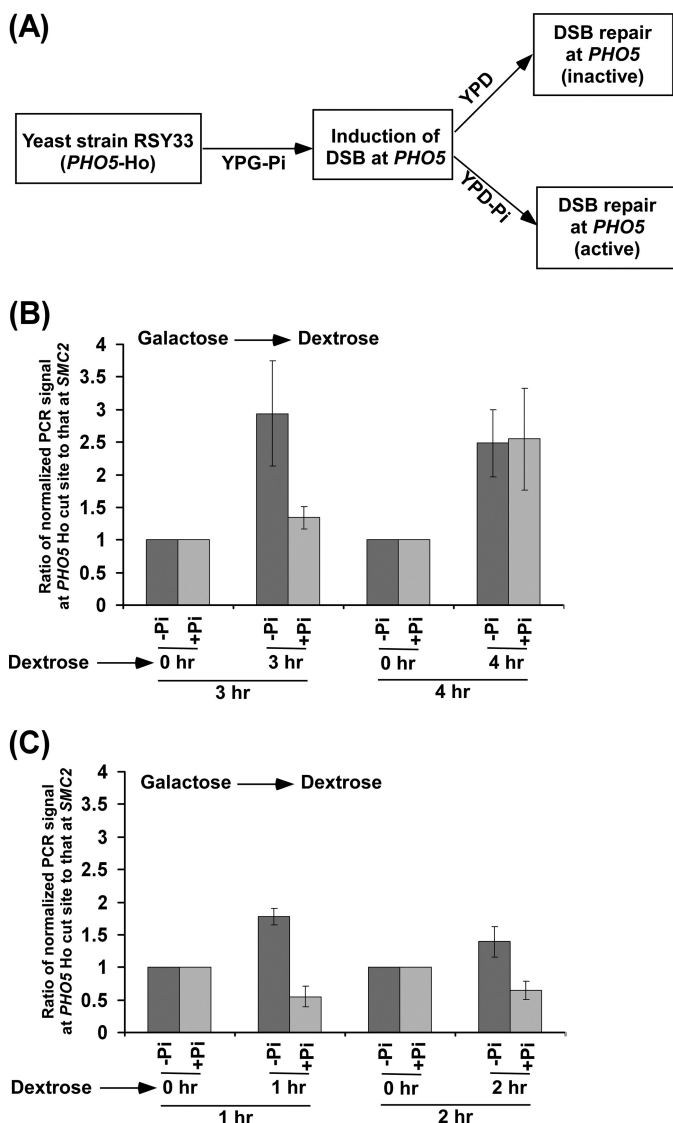 (A)
Yeast strain RSY33
(PHO5-Ho)
YPG-Pi
Induction of
DSB at PHO5
YPD
YPD-Pi
DSB repair
at PHO5
(inactive)
DSB repair
at PHO5
(active)
(B)
Galactose
Dextrose
Ratio of normalized PCR signal
at PHO5 Ho cut site to that at SMC2
4
3.5
3
2.5
2
1.5
1
0.5
0
-Pi
+Pi
-Pi
+Pi
-Pi
+Pi
-Pi
+Pi
Dextrose
0 hr
3 hr
0 hr
4 hr
3 hr
4 hr
(C)
Galactose
Dextrose
Ratio of normalized PCR signal
at PHO5 Ho cut site to that at SMC2
4
3.5
3
2.5
2
1.5
1
0.5
0
-Pi
+Pi
-Pi
+Pi
-Pi
+Pi
-Pi
+Pi
Dextrose
0 hr
1 hr
0 hr
2 hr
1 hr
2 hr